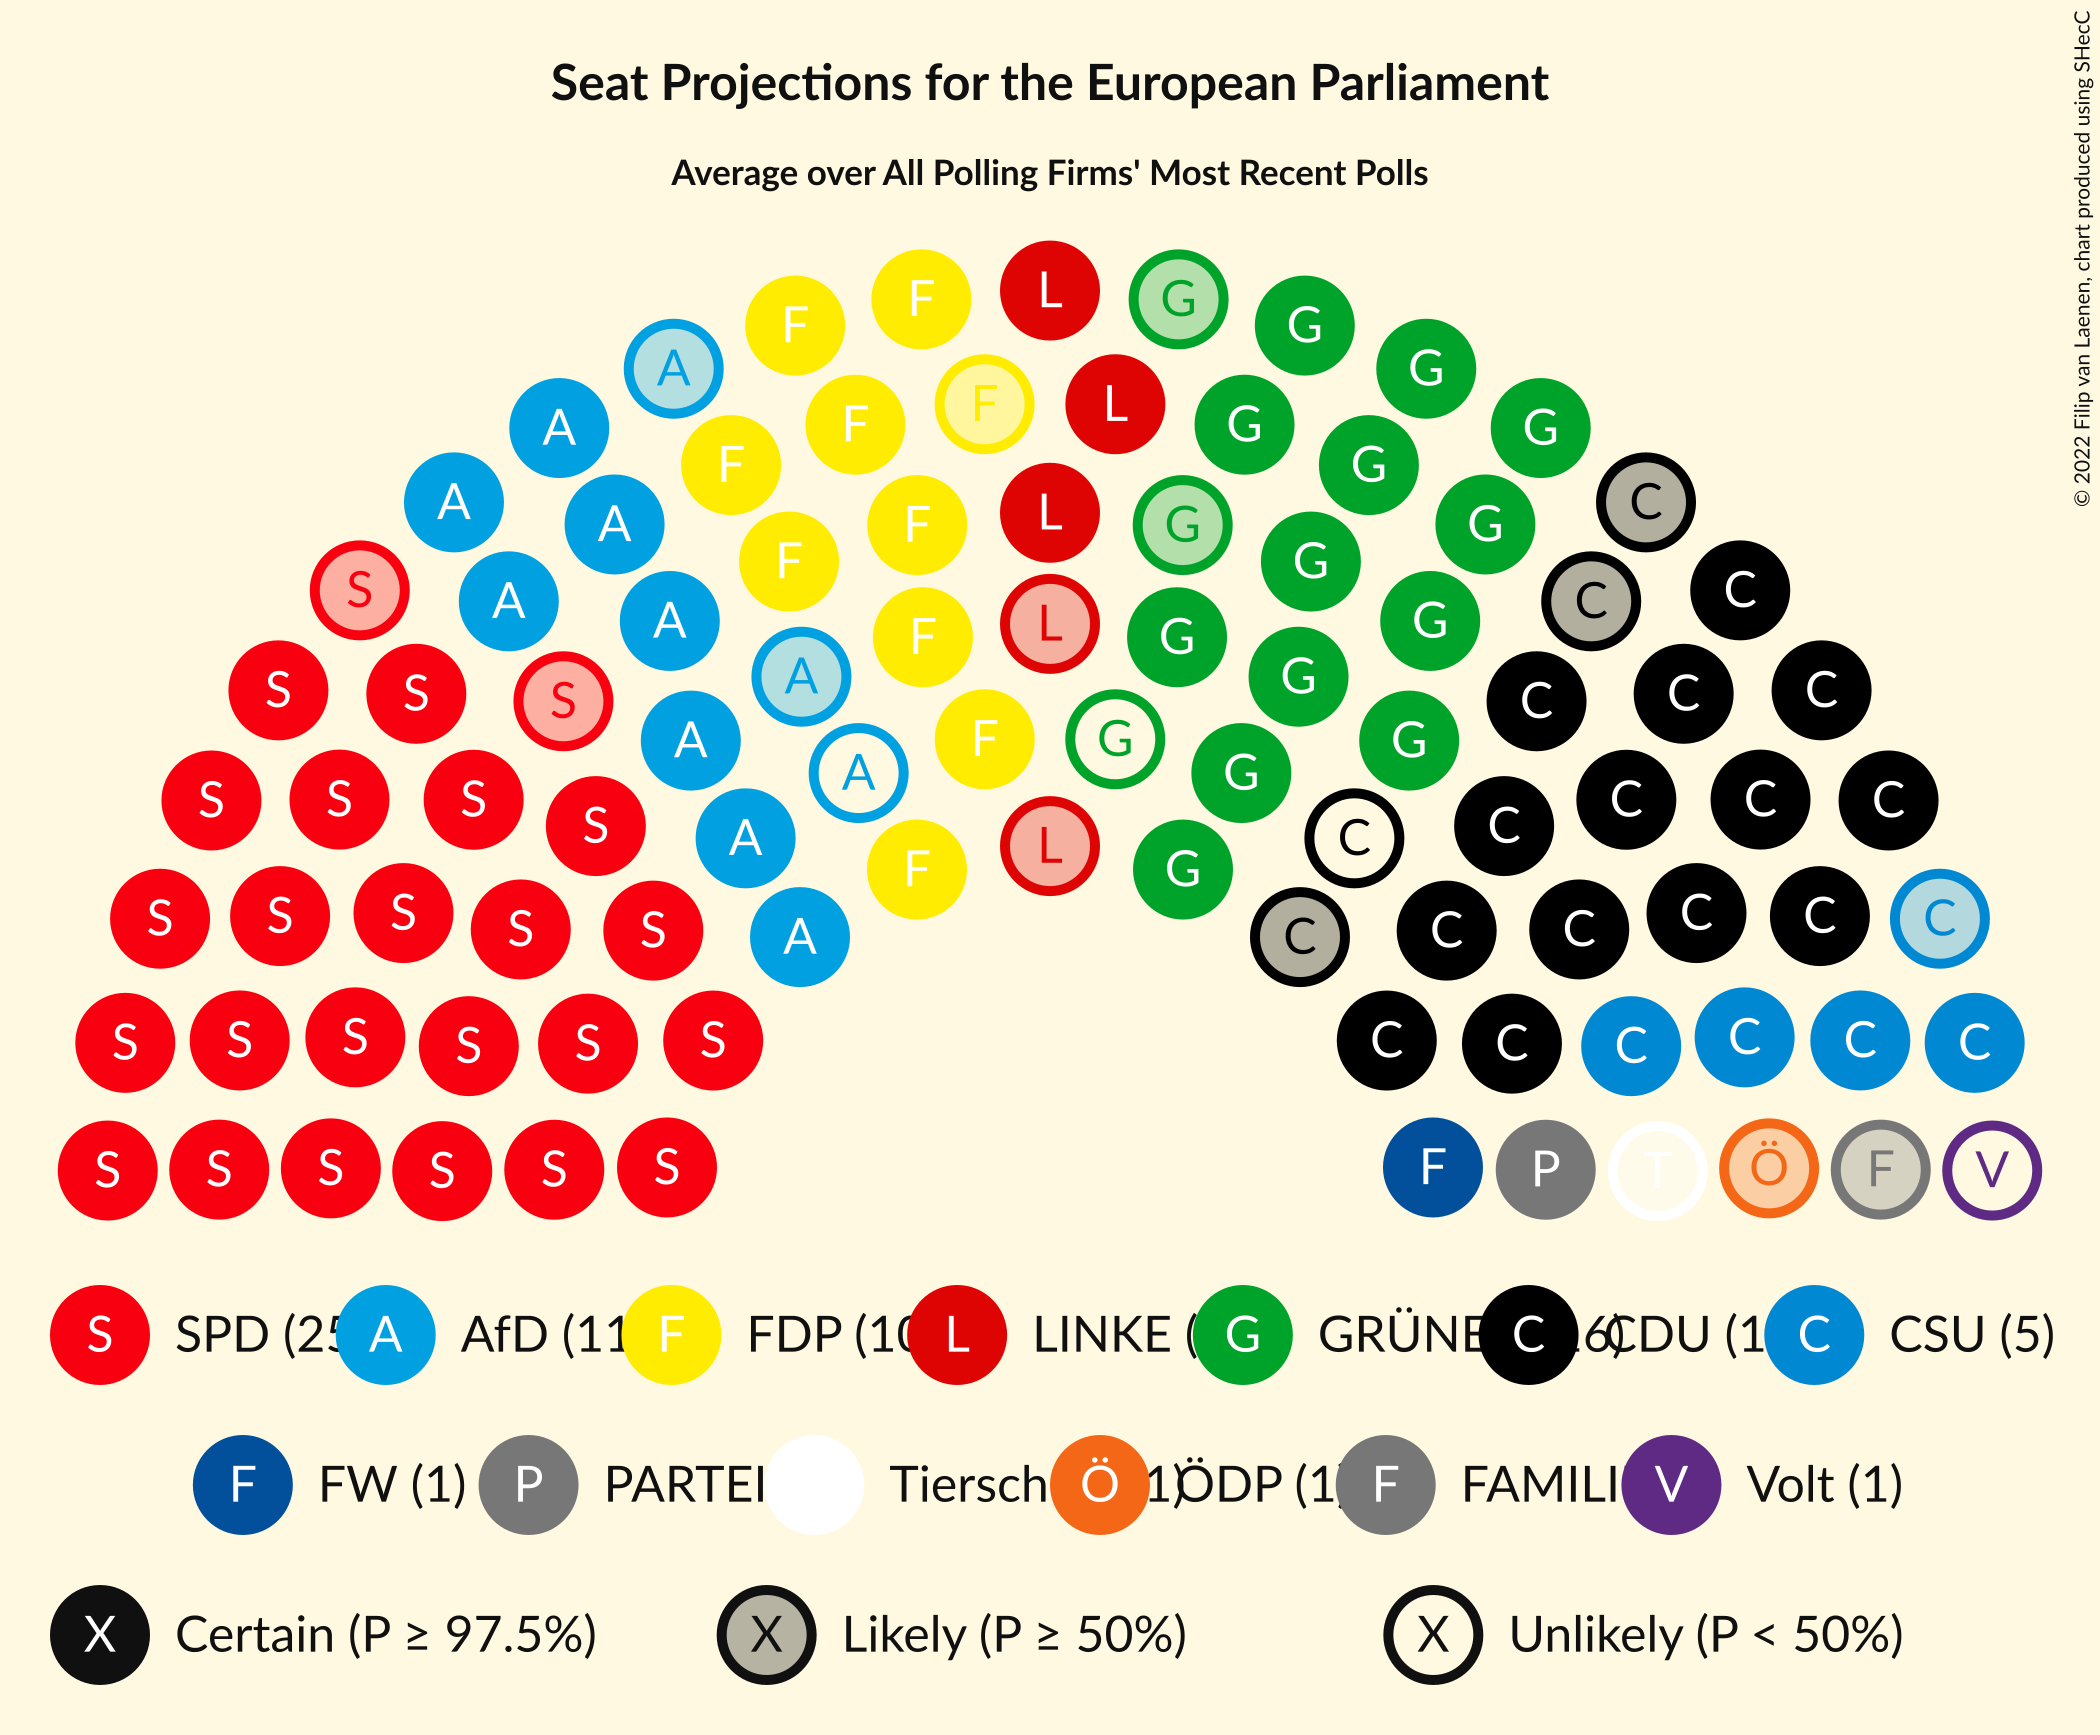 Seat Projections for the European Parliament
Average over All Polling Firms' Most Recent Polls
© 2022 Filip van Laenen, chart produced using SHecC
L
F G
F G
A G
F L
A F G G
A F G C
F L G
A G C
S A F G C
A A F L G G C
S S A G C C
S A F G G C C
S S S A G C C C
S A C C
F L G
S S S S S A C C C C C C
S S S S S S C C C C C C
S S S S S S F P T Ö F V
S SPD (25 A AfD (11 F FDP (10 L LINKE ( G GRÜNE 6) C CDU (1 C CSU (5)
F FW (1) P PARTEI Tiersch 1) Ö ÖDP (1 F FAMILI V Volt (1)
X Certain (P ≥ 97.5%) X Likely (P ≥ 50%) X Unlikely (P < 50%)